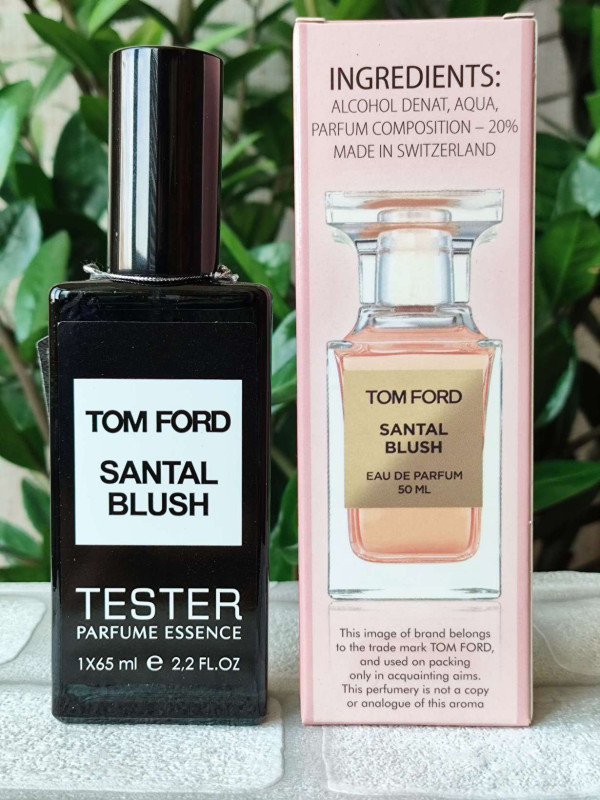 TOM FORD
SANTAL
BLUSH
TESTER
PARFUME ESSENCE
1X65 ml e 2,2 FL.OZ
INGREDIENTS:
ALCOHOL DENAT, AQUA,
PARFUM COMPOSITION – 20%
MADE IN SWITZERLAND
TOM FORD
SANTAL
BLUSH
EAU DE PARFUM
50 ML
This image of brand belongs
to the trade mark TOM FORD,
and used on packing
only in acquainting aims.
This perfumery is not a copy
or analogue of this aroma